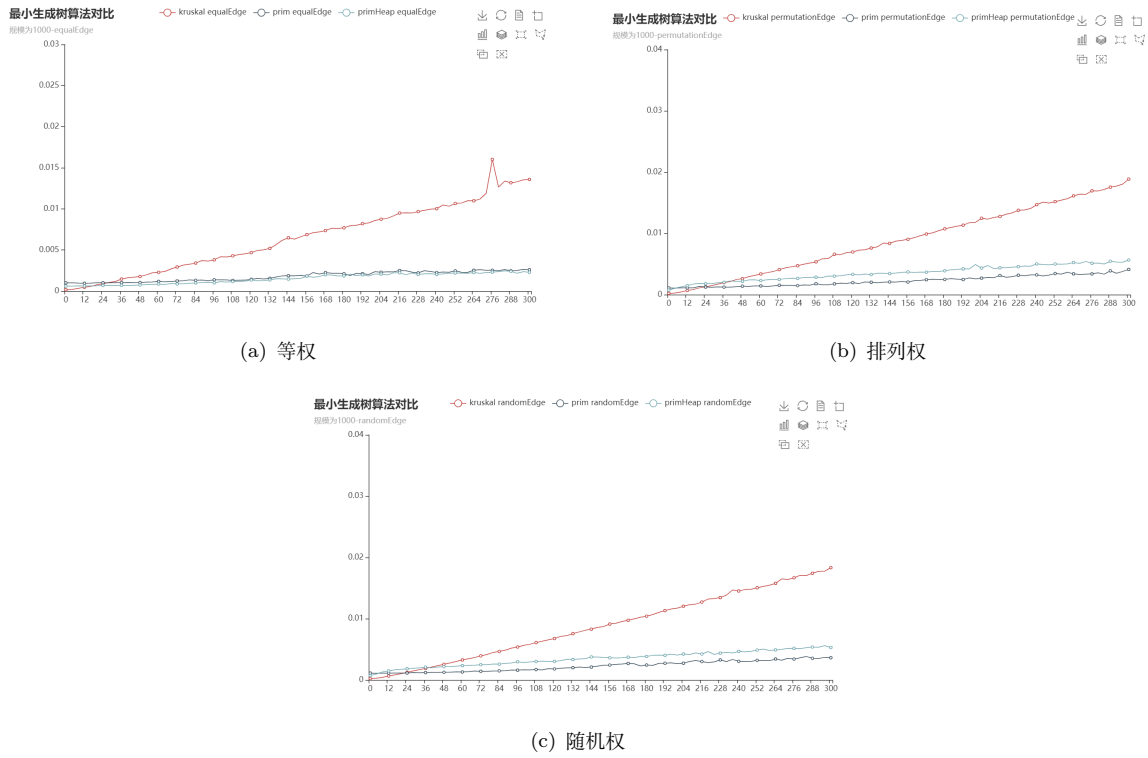 最小生成树算法对比
规模为1000-equalEdge
kruskal equalEdge prim equalEdge primHeap equalEdge
0.03
0.025
0.02
0.015
0.01
0.005
0
0 12 24 36 48 60 72 84 96 108 120 132 144 156 168 180 192 204 216 228 240 252 264 276 288 300
(a) 等权
最小生成树算法对比
规模为1000-permutationEdge
kruskal permutationEdge prim permutationEdge primHeap permutationEdge
0.04
0.03
0.02
0.01
0
0 12 24 36 48 60 72 84 96 108 120 132 144 156 168 180 192 204 216 228 240 252 264 276 288 300
(b) 排列权
最小生成树算法对比
规模为1000-randomEdge
kruskal randomEdge prim randomEdge primHeap randomEdge
0.04
0.03
0.02
0.01
0
0 12 24 36 48 60 72 84 96 108 120 132 144 156 168 180 192 204 216 228 240 252 264 276 288 300
(c) 随机权